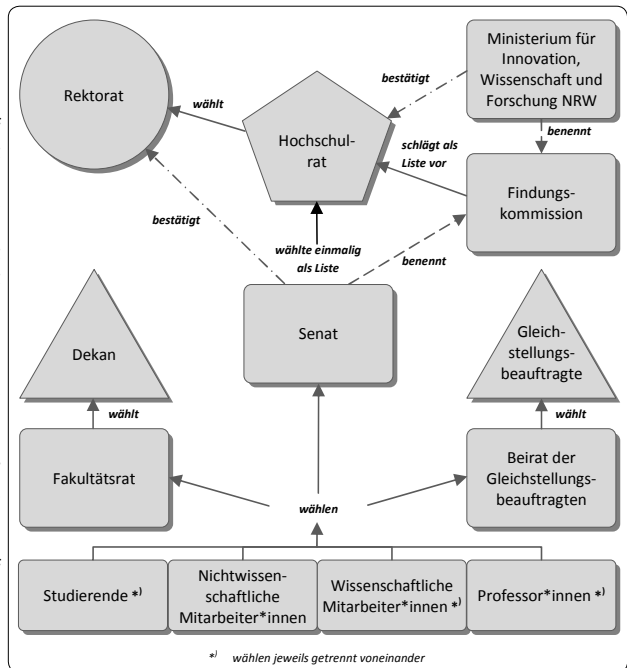 Ministerium für
Innovation,
Wissenschaft und
Forschung NRW
Rektorat
wählt
bestätigt
Hochschul-
rat
schlägt als
Liste vor
benennt
Findungs-
kommission
bestätigt
wählte einmalig
als Liste
benennt
Senat
Dekan
Gleich-
stellungs-
beauftragte
wählt
wählt
Fakultätsrat
Beirat der
Gleichstellungs-
beauftragten
wählen
Studierende *)
Nichtwissen-
schaftliche
Mitarbeiter*innen
Wissenschaftliche
Mitarbeiter*innen *)
Professor*innen *)
*) wählen jeweils getrennt voneinander